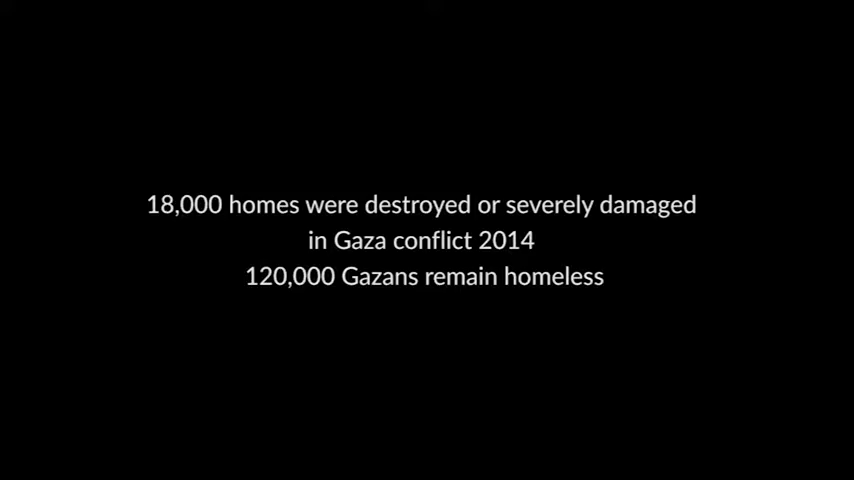 18,000 homes were destroyed or severely damaged
in Gaza conflict 2014
120,000 Gazans remain homeless